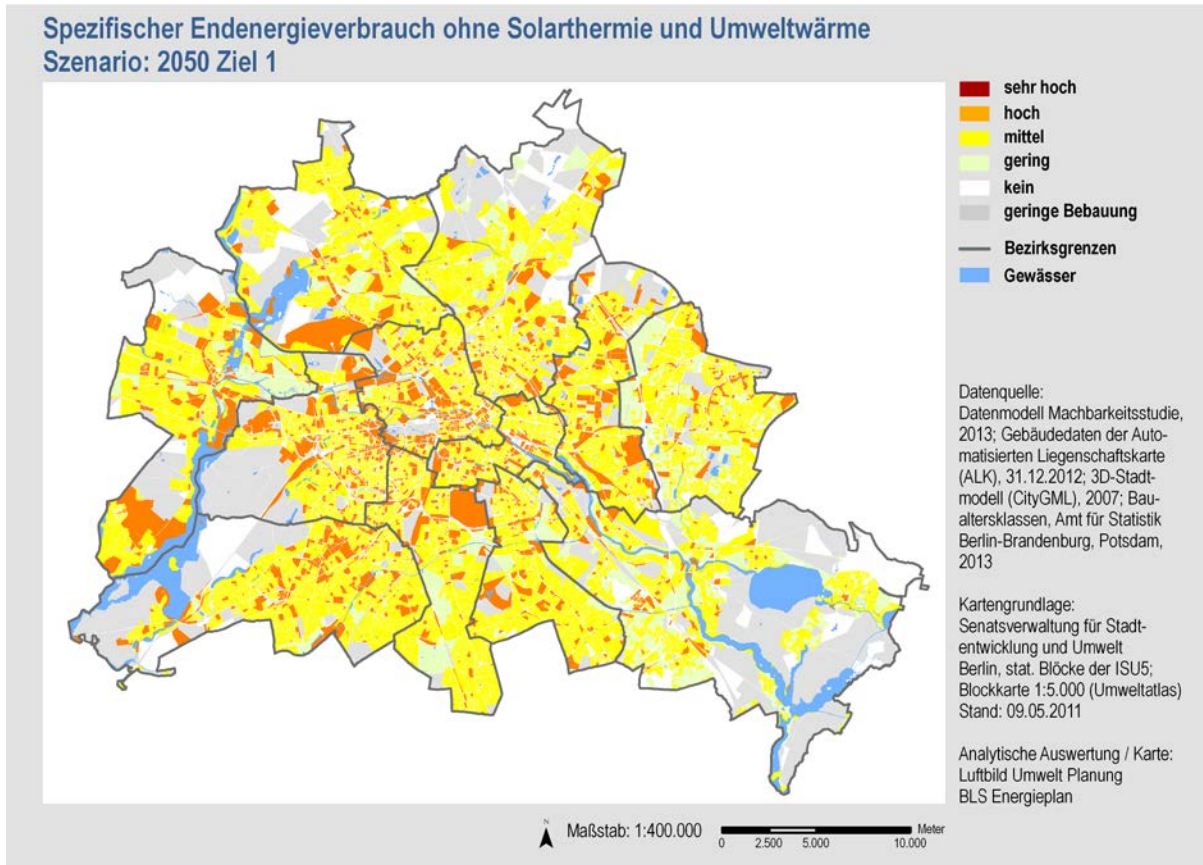 Spezifischer Endenergieverbrauch ohne Solarthermie und Umweltwärme
Szenario: 2050 Ziel 1
sehr hoch
hoch
mittel
gering
kein
geringe Bebauung
Bezirksgrenzen
Gewässer
Datenquelle:
Datenmodell Machbarkeitsstudie,
2013; Gebäudedaten der Auto-
matisierten Liegenschaftskarte
(ALK), 31.12.2012; 3D-Stadt-
modell (CityGML), 2007; Bau-
altersklassen, Amt für Statistik
Berlin-Brandenburg, Potsdam,
2013
Kartengrundlage:
Senatsverwaltung für Stadt-
entwicklung und Umwelt
Berlin, stat. Blöcke der ISU5;
Blockkarte 1:5.000 (Umweltatlas)
Stand: 09.05.2011
Analytische Auswertung / Karte:
Luftbild Umwelt Planung
BLS Energieplan
N
Maßstab: 1:400.000
Meter
0 2.500 5.000 10.000